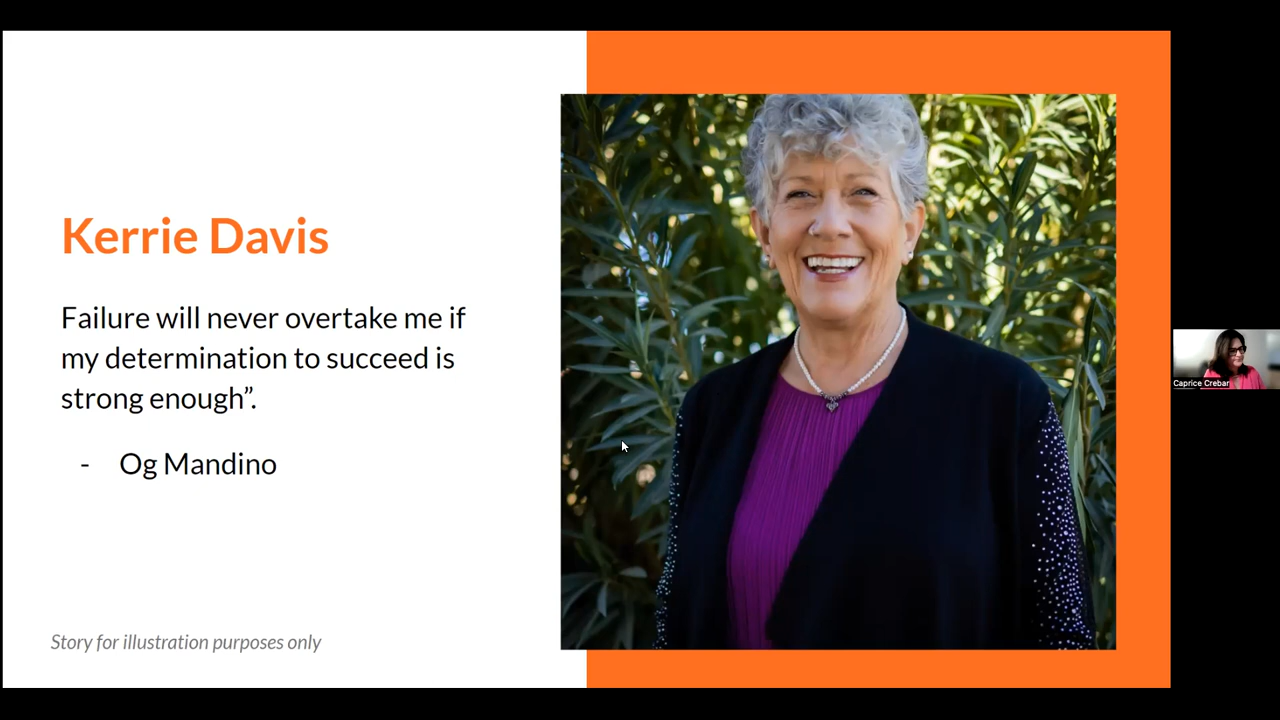 Kerrie Davis
Failure will never overtake me if
my determination to succeed is
strong enough”.
- Og Mandino
Story for illustration purposes only
Caprice Crebar